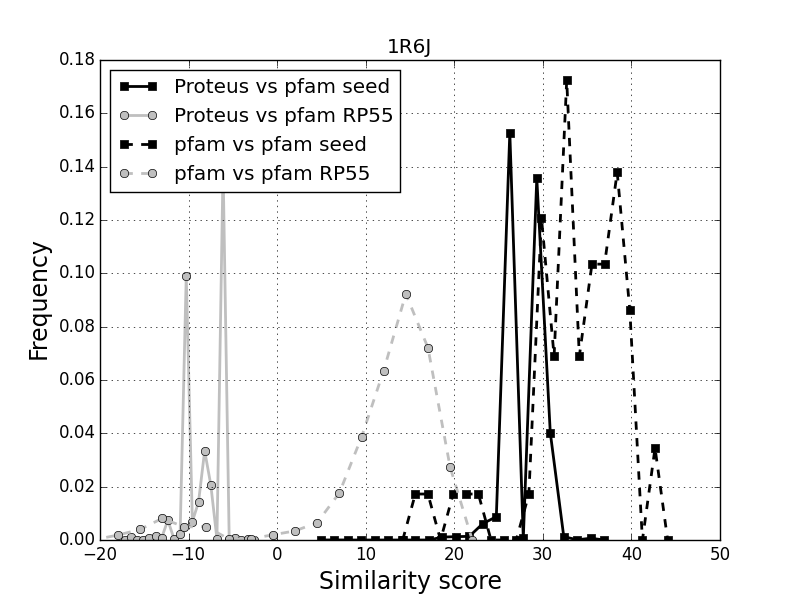 1R6J
Proteus vs pfam seed
Proteus vs pfam RP55
pfam vs pfam seed
pfam vs pfam RP55
Frequency
0.18
0.16
0.14
0.12
0.10
0.08
0.06
0.04
0.02
0.00
−20 −10 0 10 20 30 40 50
Similarity score